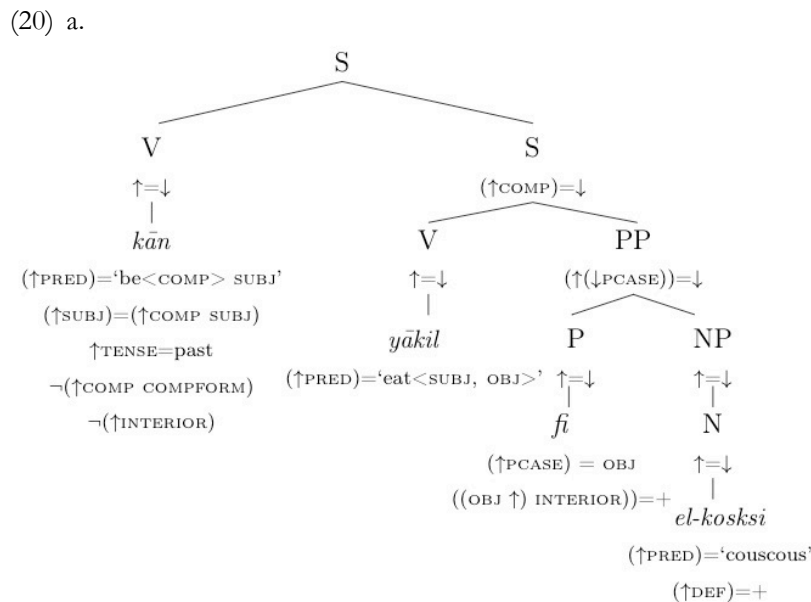 (20) a.
S
V S
↑=↓ (↑COMP)=↓
kān V PP
(↑PRED)=‘be<COMP> SUBJ’ ↑=↓ (↑(↓PCASE))=↓
(↑SUBJ)=(↑COMP SUBJ)
↑TENSE=past yākil P NP
¬(↑COMP COMPFORM) (↑PRED)=‘eat<SUBJ, OBJ>’ ↑=↓ ↑=↓
¬(↑INTERIOR) fi N
(↑PCASE) = OBJ ↑=↓
((OBJ ↑) INTERIOR))=+
el-kosksi
(↑PRED)=‘couscous’
(↑DEF)=+